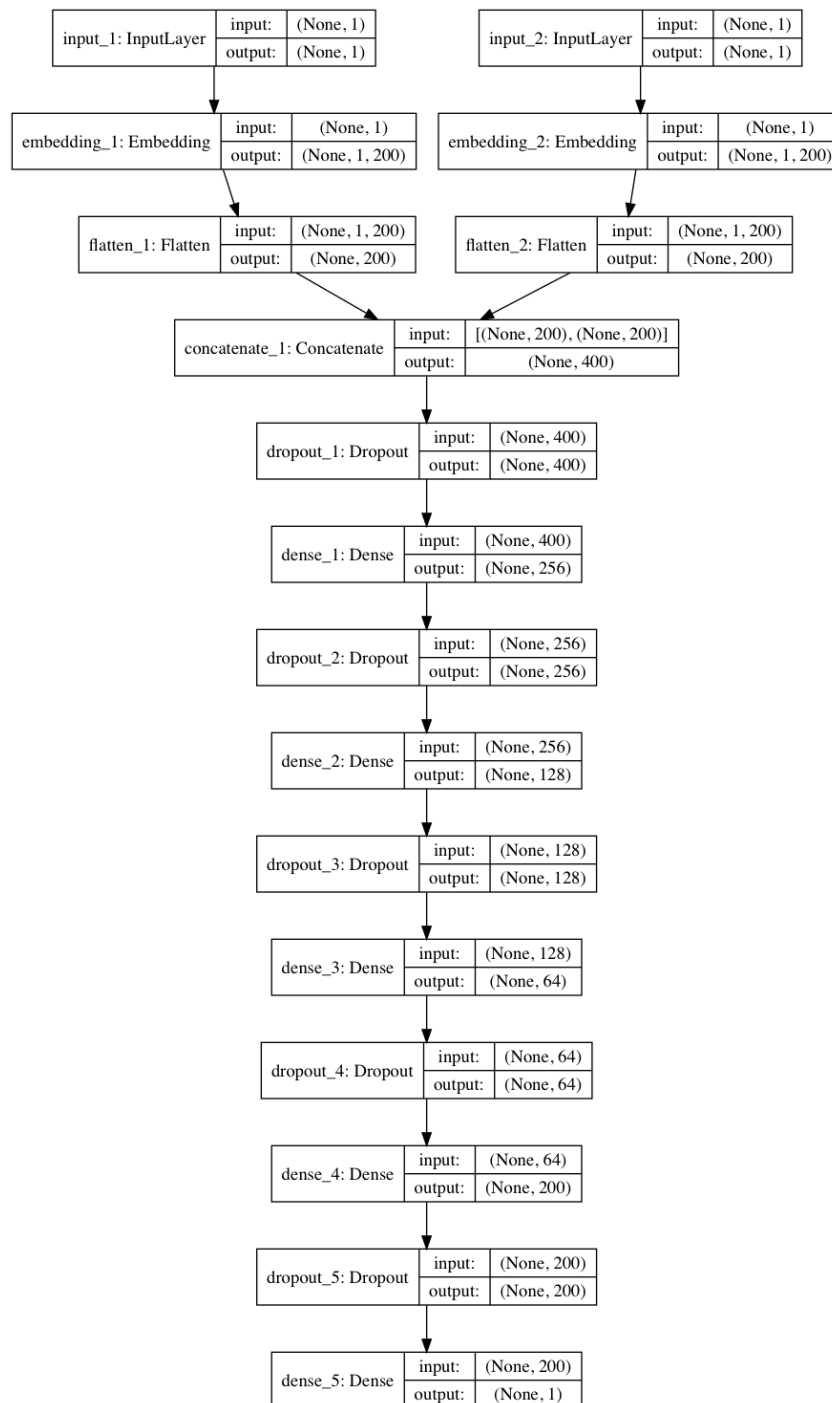 input_1: InputLayer input: (None, 1)
output: (None, 1)
input_2: InputLayer input: (None, 1)
output: (None, 1)
embedding_1: Embedding input: (None, 1)
output: (None, 1, 200)
embedding_2: Embedding input: (None, 1)
output: (None, 1, 200)
flatten_1: Flatten input: (None, 1, 200)
output: (None, 200)
flatten_2: Flatten input: (None, 1, 200)
output: (None, 200)
concatenate_1: Concatenate input: [(None, 200), (None, 200)]
output: (None, 400)
dropout_1: Dropout input: (None, 400)
output: (None, 400)
dense_1: Dense input: (None, 400)
output: (None, 256)
dropout_2: Dropout input: (None, 256)
output: (None, 256)
dense_2: Dense input: (None, 256)
output: (None, 128)
dropout_3: Dropout input: (None, 128)
output: (None, 128)
dense_3: Dense input: (None, 128)
output: (None, 64)
dropout_4: Dropout input: (None, 64)
output: (None, 64)
dense_4: Dense input: (None, 64)
output: (None, 200)
dropout_5: Dropout input: (None, 200)
output: (None, 200)
dense_5: Dense input: (None, 200)
output: (None, 1)